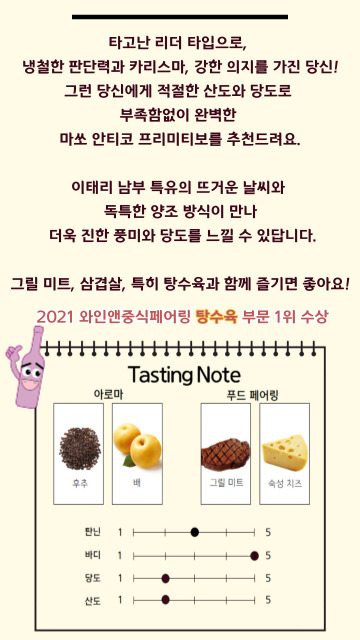 타고난 리더 타입으로,
냉철한 판단력과 카리스마, 강한 의지를 가진 당신!
그런 당신에게 적절한 산도와 당도로
부족함없이 완벽한
마쏘 안티코 프리미티보를 추천드려요.
이태리 남부 특유의 뜨거운 날씨와
독특한 양조 방식이 만나
더욱 진한 풍미와 당도를 느낄 수 있답니다.
그릴 미트, 삼겹살, 특히 탕수육과 함께 즐기면 좋아요!
2021 와인앤중식페어링 탕수육 부문 1위 수상
Tasting Note
아로마 푸드 페어링
후추 배 그릴 미트 숙성 치즈
탄닌 1 5
바디 1 5
당도 1 5
산도 1 5